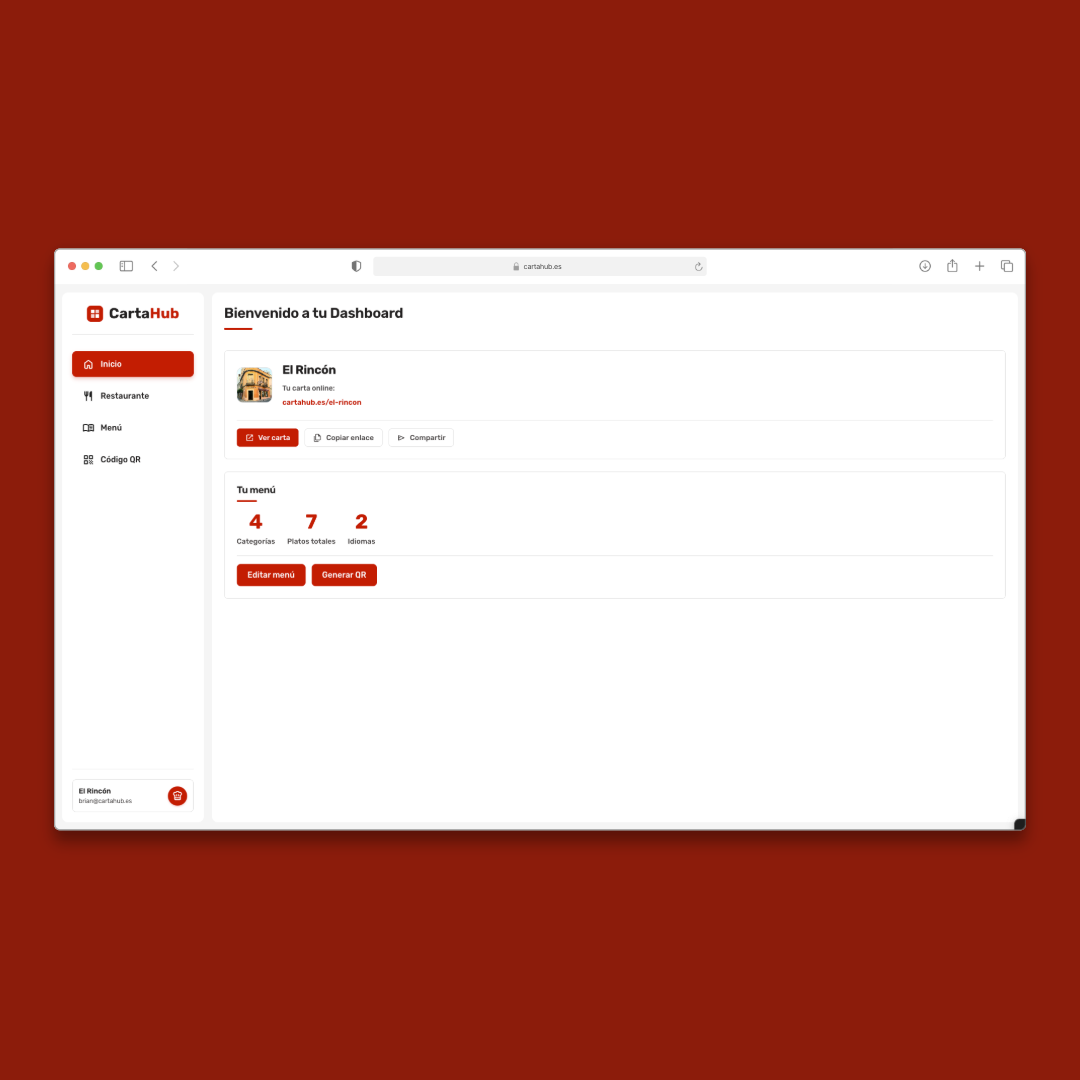 cartahub.es
CartaHub
Inicio
Restaurante
Menú
Código QR
El Rincón
brian@cartahub.es
Bienvenido a tu Dashboard
El Rincón
Tu carta online:
cartahub.es/el-rincon
Ver carta
Copiar enlace
Compartir
Tu menú
4
Categorías
7
Platos totales
2
Idiomas
Editar menú
Generar QR